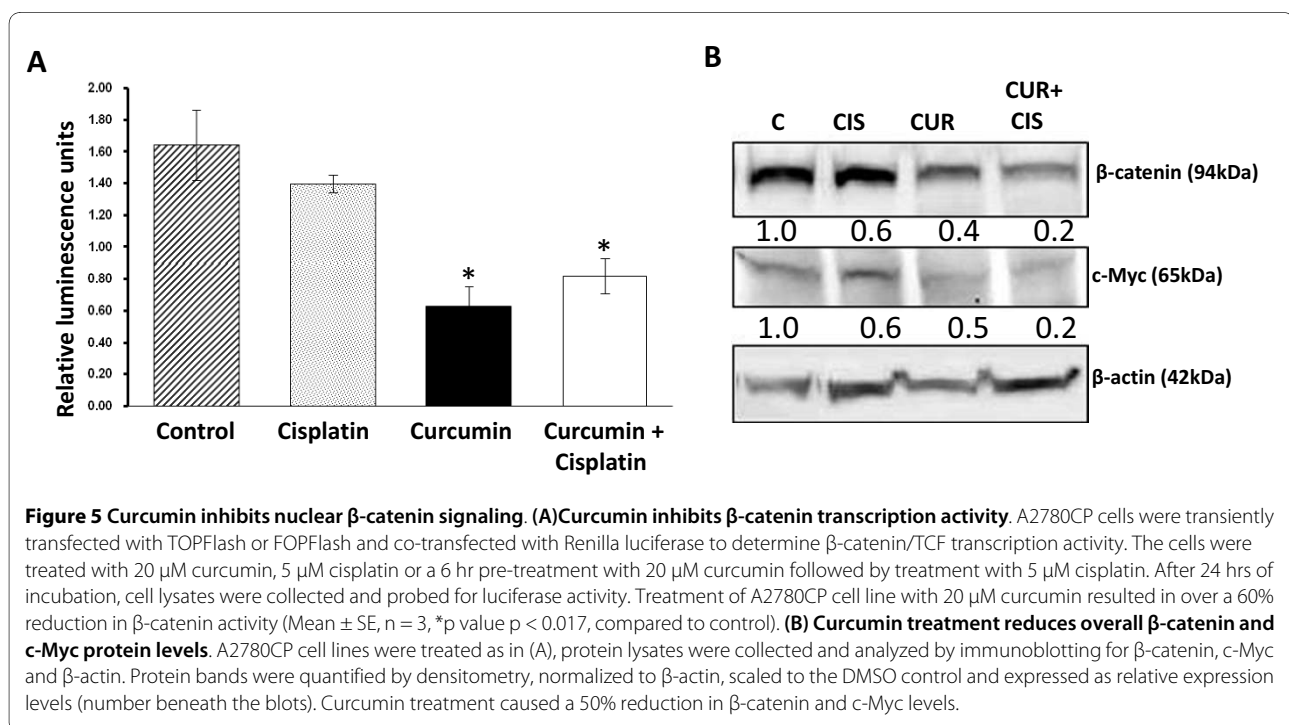 A
Relative luminescence units
2.00
1.80
1.60
1.40
1.20
1.00
0.80
0.60
0.40
0.20
0.00
*
*
Control
Cisplatin
Curcumin
Curcumin +
Cisplatin
B
C
CIS
CUR
CUR+
CIS
β-catenin (94kDa)
1.0 0.6 0.4 0.2
c-Myc (65kDa)
1.0 0.6 0.5 0.2
β-actin (42kDa)
Figure 5 Curcumin inhibits nuclear β-catenin signaling. (A)Curcumin inhibits β-catenin transcription activity. A2780CP cells were transiently
transfected with TOPFlash or FOPFlash and co-transfected with Renilla luciferase to determine β-catenin/TCF transcription activity. The cells were
treated with 20 μM curcumin, 5 μM cisplatin or a 6 hr pre-treatment with 20 μM curcumin followed by treatment with 5 μM cisplatin. After 24 hrs of
incubation, cell lysates were collected and probed for luciferase activity. Treatment of A2780CP cell line with 20 μM curcumin resulted in over a 60%
reduction in β-catenin activity (Mean ± SE, n = 3, *p value p < 0.017, compared to control). (B) Curcumin treatment reduces overall β-catenin and
c-Myc protein levels. A2780CP cell lines were treated as in (A), protein lysates were collected and analyzed by immunoblotting for β-catenin, c-Myc
and β-actin. Protein bands were quantified by densitometry, normalized to β-actin, scaled to the DMSO control and expressed as relative expression
levels (number beneath the blots). Curcumin treatment caused a 50% reduction in β-catenin and c-Myc levels.